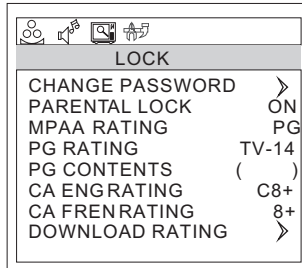 LOCK
CHANGE PASSWORD
PARENTAL LOCK ON
MPAA RATING PG
PG RATING TV-14
PG CONTENTS ( )
CA ENGRATING C8+
CA FRENRATING 8+
DOWNLOAD RATING